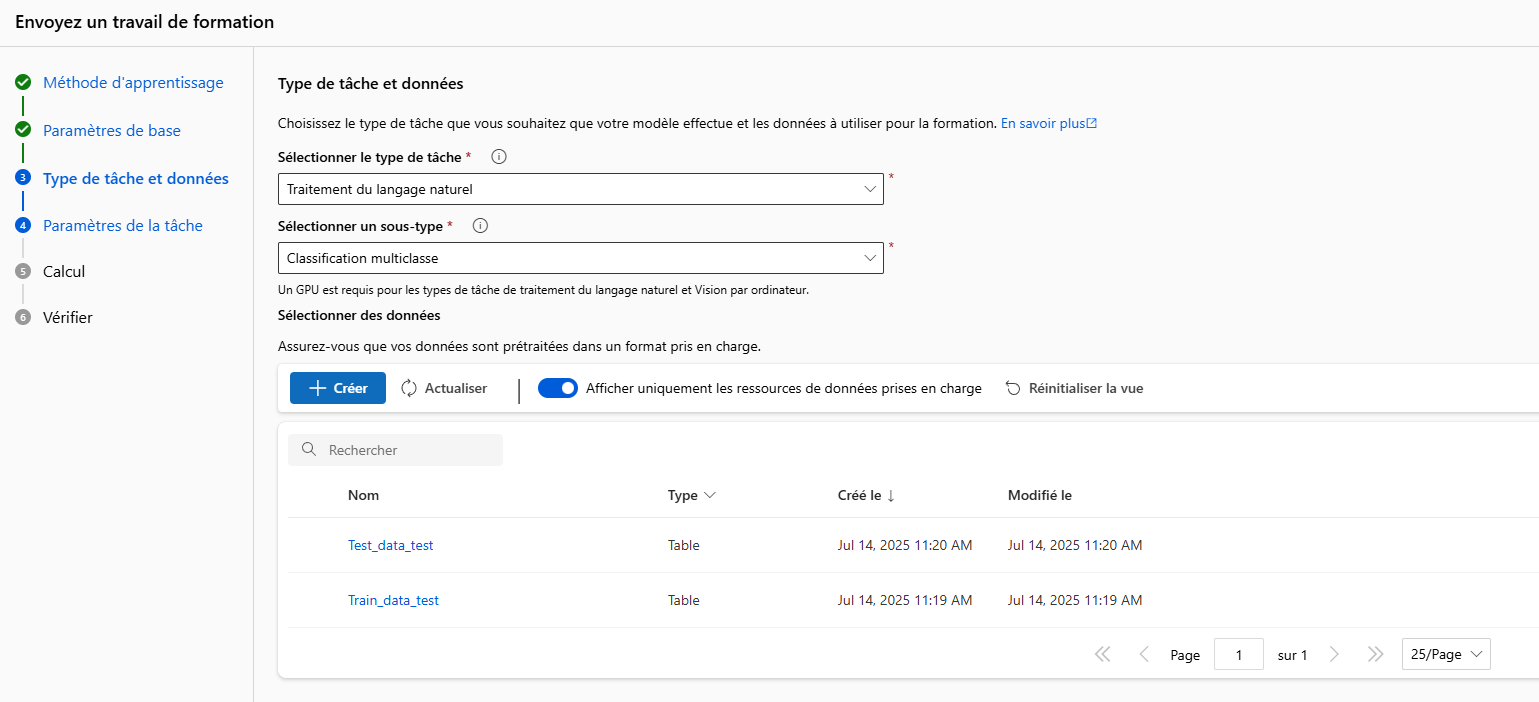 Envoyez un travail de formation
Méthode d'apprentissage
Paramètres de base
3 Type de tâche et données
4 Paramètres de la tâche
5 Calcul
6 Vérifier
Type de tâche et données
Choisissez le type de tâche que vous souhaitez que votre modèle effectue et les données à utiliser pour la formation. En savoir plus
Sélectionner le type de tâche *
Traitement du langage naturel *
Sélectionner un sous-type *
Classification multiclasse *
Un GPU est requis pour les types de tâche de traitement du langage naturel et Vision par ordinateur.
Sélectionner des données
Assurez-vous que vos données sont prétraitées dans un format pris en charge.
Créer Actualiser | Afficher uniquement les ressources de données prises en charge Réinitialiser la vue
Rechercher
Nom Type Créé le ↓ Modifié le
Test_data_test Table Jul 14, 2025 11:20 AM Jul 14, 2025 11:20 AM
Train_data_test Table Jul 14, 2025 11:19 AM Jul 14, 2025 11:19 AM
Page 1 sur 1 25/Page